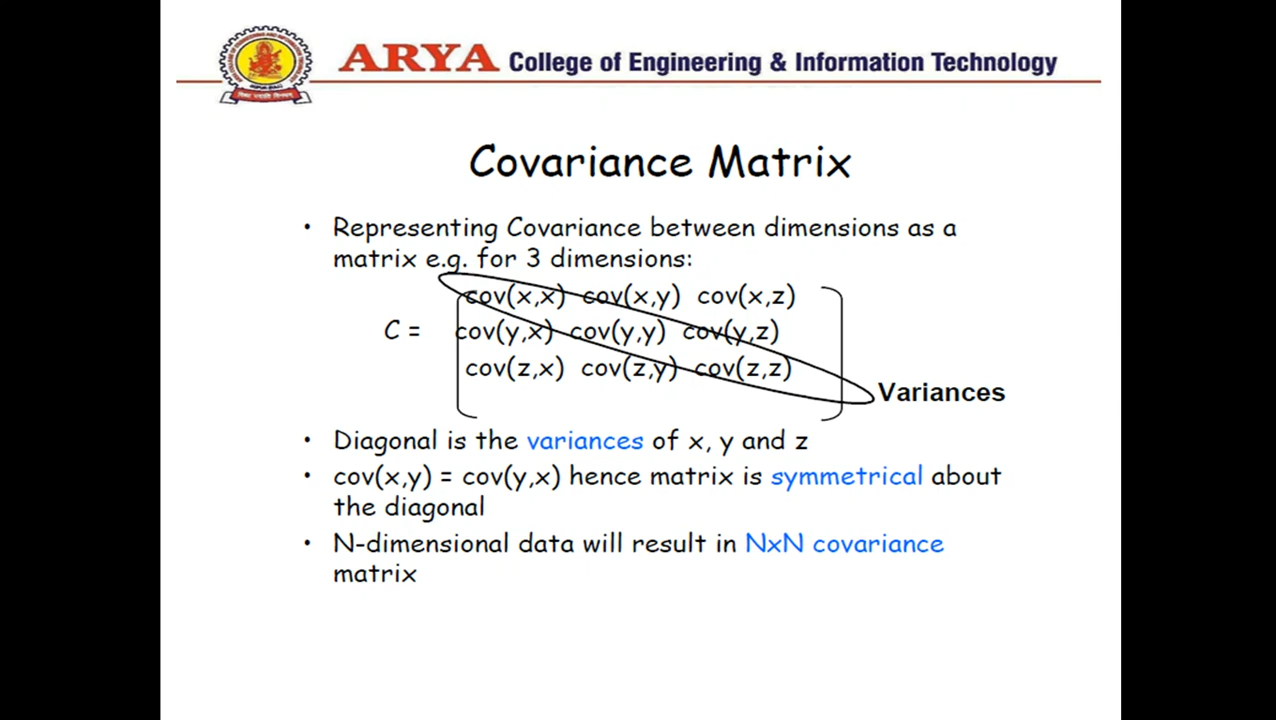 ARYA College of Engineering & Information Technology
Covariance Matrix
• Representing Covariance between dimensions as a
matrix e.g. for 3 dimensions:
cov(x,x) cov(x,y) cov(x,z)
C = cov(y,x) cov(y,y) cov(y,z)
cov(z,x) cov(z,y) cov(z,z)
Variances
• Diagonal is the variances of x, y and z
• cov(x,y) = cov(y,x) hence matrix is symmetrical about
the diagonal
• N-dimensional data will result in NxN covariance
matrix